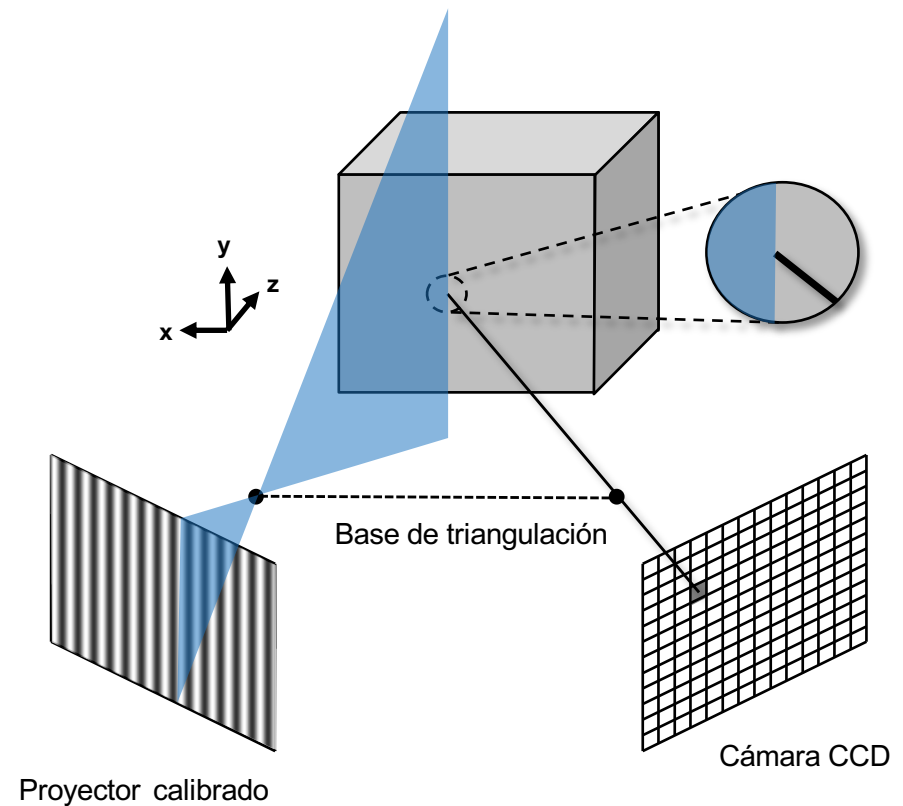 y
z
x
Base de triangulación
Cámara CCD
Proyector calibrado